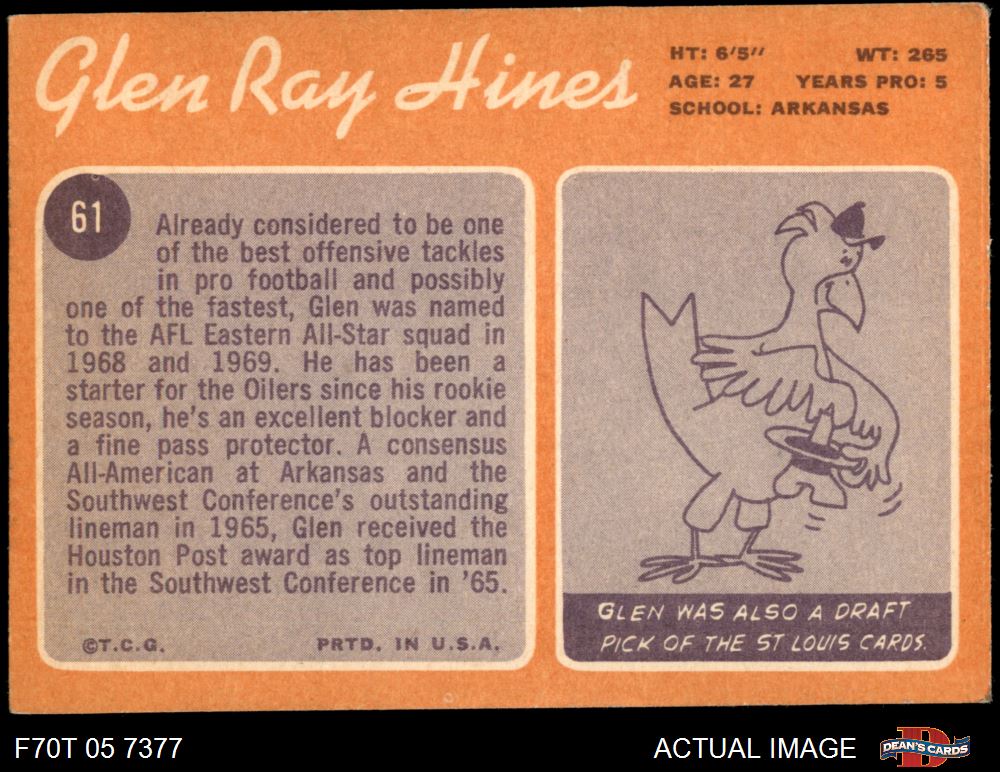 Glen Ray Hines
HT: 6'5" WT: 265
AGE: 27 YEARS PRO: 5
SCHOOL: ARKANSAS
61
Already considered to be one
of the best offensive tackles
in pro football and possibly
one of the fastest, Glen was named
to the AFL Eastern All-Star squad in
1968 and 1969. He has been a
starter for the Oilers since his rookie
season, he's an excellent blocker and
a fine pass protector. A consensus
All-American at Arkansas and the
Southwest Conference's outstanding
lineman in 1965, Glen received the
Houston Post award as top lineman
in the Southwest Conference in '65.
©T.C.G. PRTD. IN U.S.A.
GLEN WAS ALSO A DRAFT
PICK OF THE ST LOUIS CARDS.
F70T 05 7377
ACTUAL IMAGE
D
DEAN'S CARDS